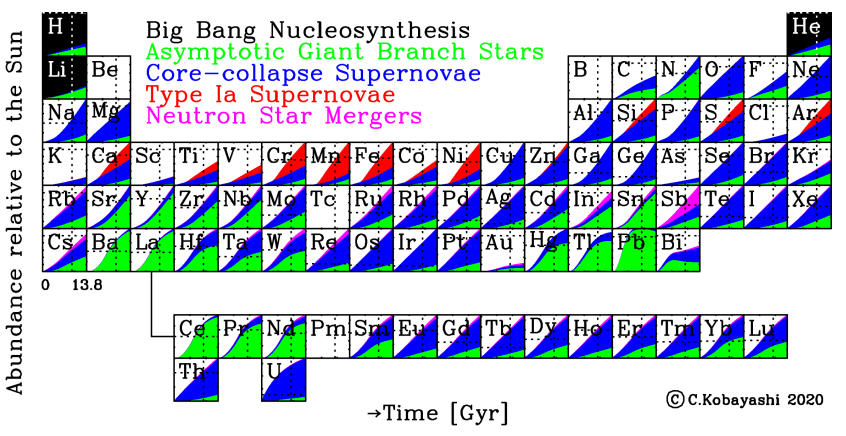 H
Big Bang Nucleosynthesis
He
Asymptotic Giant Branch Stars
Li Be
Core-collapse Supernovae
B C N O F Ne
Type Ia Supernovae
Na Mg
Neutron Star Mergers
Al Si P S Cl Ar
K Ca Sc Ti V Cr Mn Fe Co Ni Cu Zn Ga Ge As Se Br Kr
Rb Sr Y Zr Nb Mo Tc Ru Rh Pd Ag Cd In Sn Sb Te I Xe
Cs Ba La Hf Ta W Re Os Ir Pt Au Hg Tl Pb Bi
0 13.8
Ce Pr Nd Pm Sm Eu Gd Tb Dy Ho Er Tm Yb Lu
Th U
Abundance relative to the Sun
→Time [Gyr]
© C.Kobayashi 2020